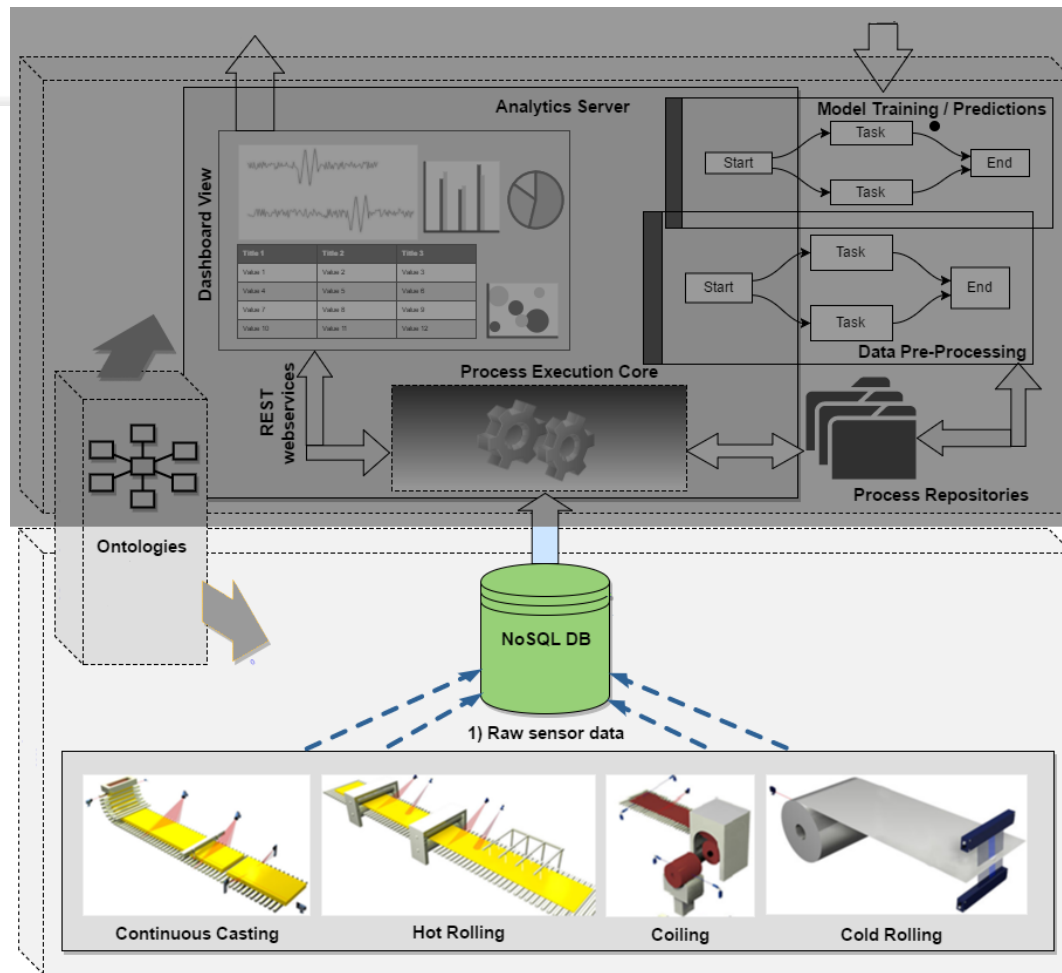 Analytics Server
Model Training / Predictions
Task
Start
End
Task
Dashboard View
Title 1 Title 2 Title 3
Value 1 Value 2 Value 3
Value 4 Value 5 Value 6
Value 7 Value 8 Value 9
Value 10 Value 11 Value 12
Task
Start
End
Task
Data Pre-Processing
REST
webservices
Process Execution Core
Process Repositories
Ontologies
NoSQL DB
1) Raw sensor data
Continuous Casting
Hot Rolling
Coiling
Cold Rolling